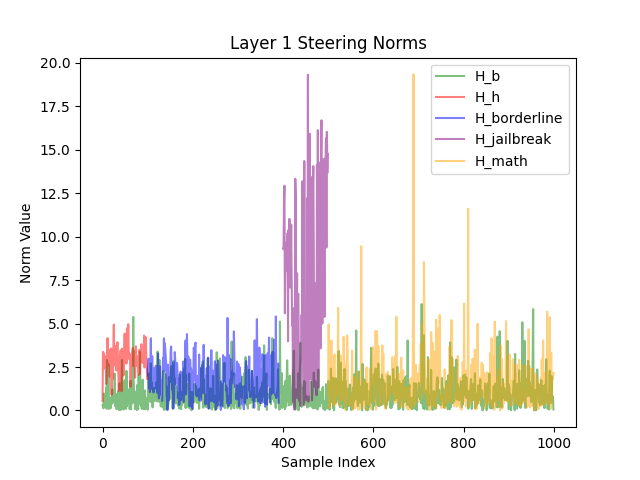 Layer 1 Steering Norms
20.0
17.5
15.0
12.5
10.0
7.5
5.0
2.5
0.0
Norm Value
H_b
H_h
H_borderline
H_jailbreak
H_math
0 200 400 600 800 1000
Sample Index